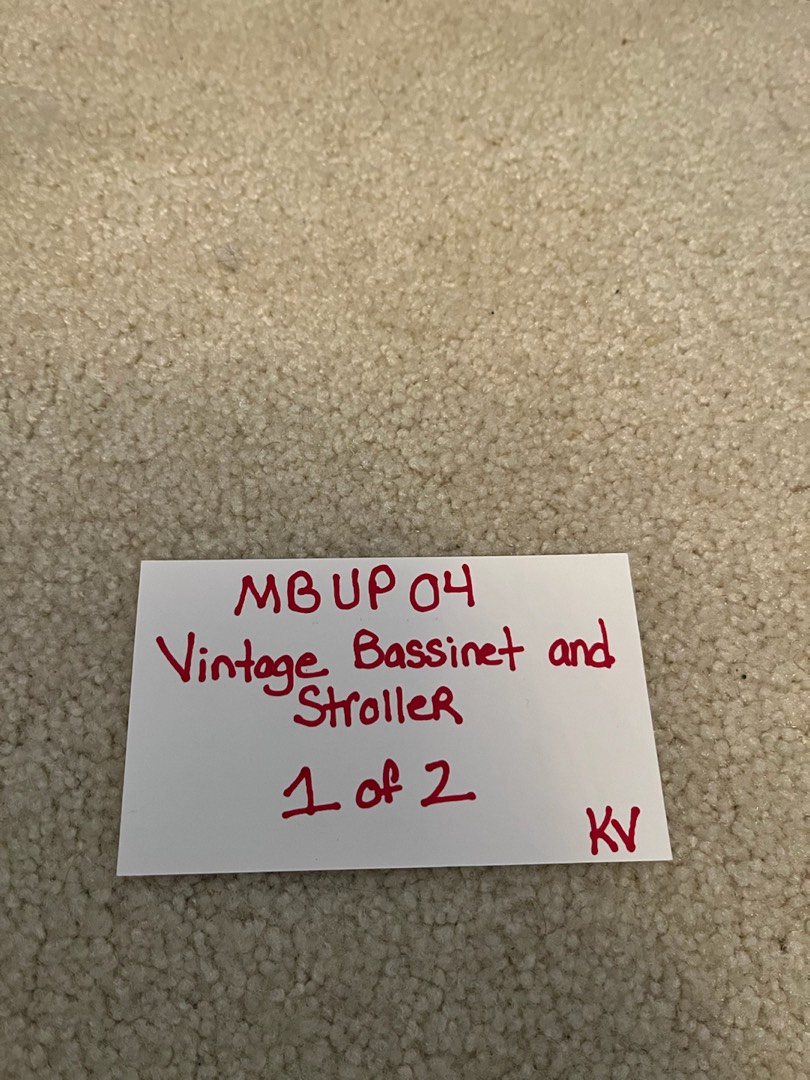 MBUP04
Vintage Bassinet and
Stroller
1 of 2
KV